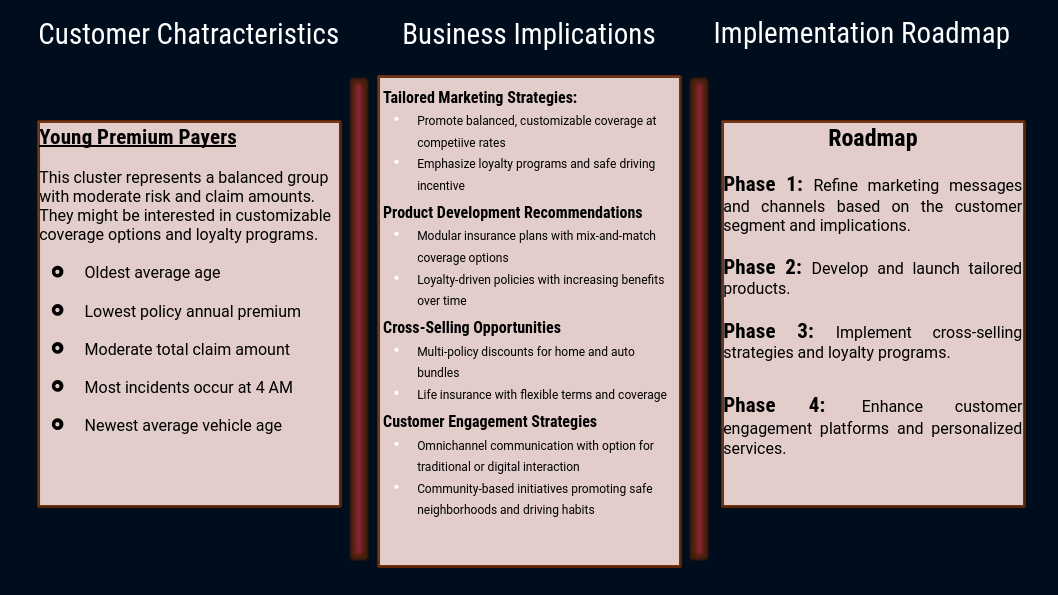 Customer Chatracteristics
Business Implications
Implementation Roadmap
Young Premium Payers
This cluster represents a balanced group
with moderate risk and claim amounts.
They might be interested in customizable
coverage options and loyalty programs.
Oldest average age
Lowest policy annual premium
Moderate total claim amount
Most incidents occur at 4 AM
Newest average vehicle age
Tailored Marketing Strategies:
Promote balanced, customizable coverage at
competiive rates
Emphasize loyalty programs and safe driving
incentive
Product Development Recommendations
Modular insurance plans with mix-and-match
coverage options
Loyalty-driven policies with increasing benefits
over time
Cross-Selling Opportunities
Multi-policy discounts for home and auto
bundles
Life insurance with flexible terms and coverage
Customer Engagement Strategies
Omnichannel communication with option for
traditional or digital interaction
Community-based initiatives promoting safe
neighborhoods and driving habits
Roadmap
Phase 1: Refine marketing messages
and channels based on the customer
segment and implications.
Phase 2: Develop and launch tailored
products.
Phase 3: Implement cross-selling
strategies and loyalty programs.
Phase 4: Enhance customer
engagement platforms and personalized
services.